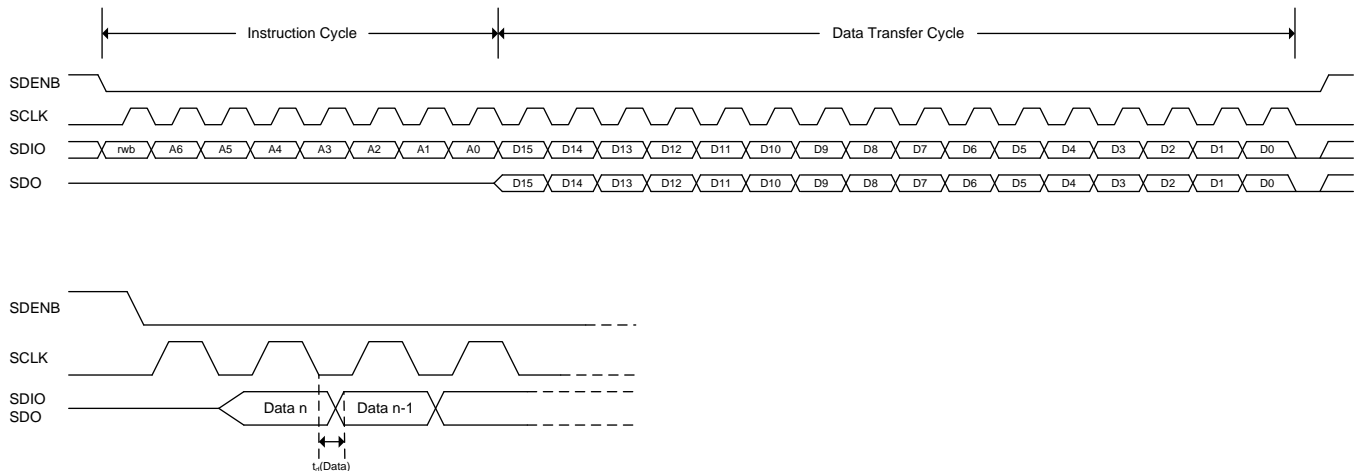 Instruction Cycle Data Transfer Cycle
SDENB
SCLK
SDIO rwb A6 A5 A4 A3 A2 A1 A0 D15 D14 D13 D12 D11 D10 D9 D8 D7 D6 D5 D4 D3 D2 D1 D0
SDO D15 D14 D13 D12 D11 D10 D9 D8 D7 D6 D5 D4 D3 D2 D1 D0
SDENB
SCLK
SDIO
SDO
Data n Data n-1
td(Data)